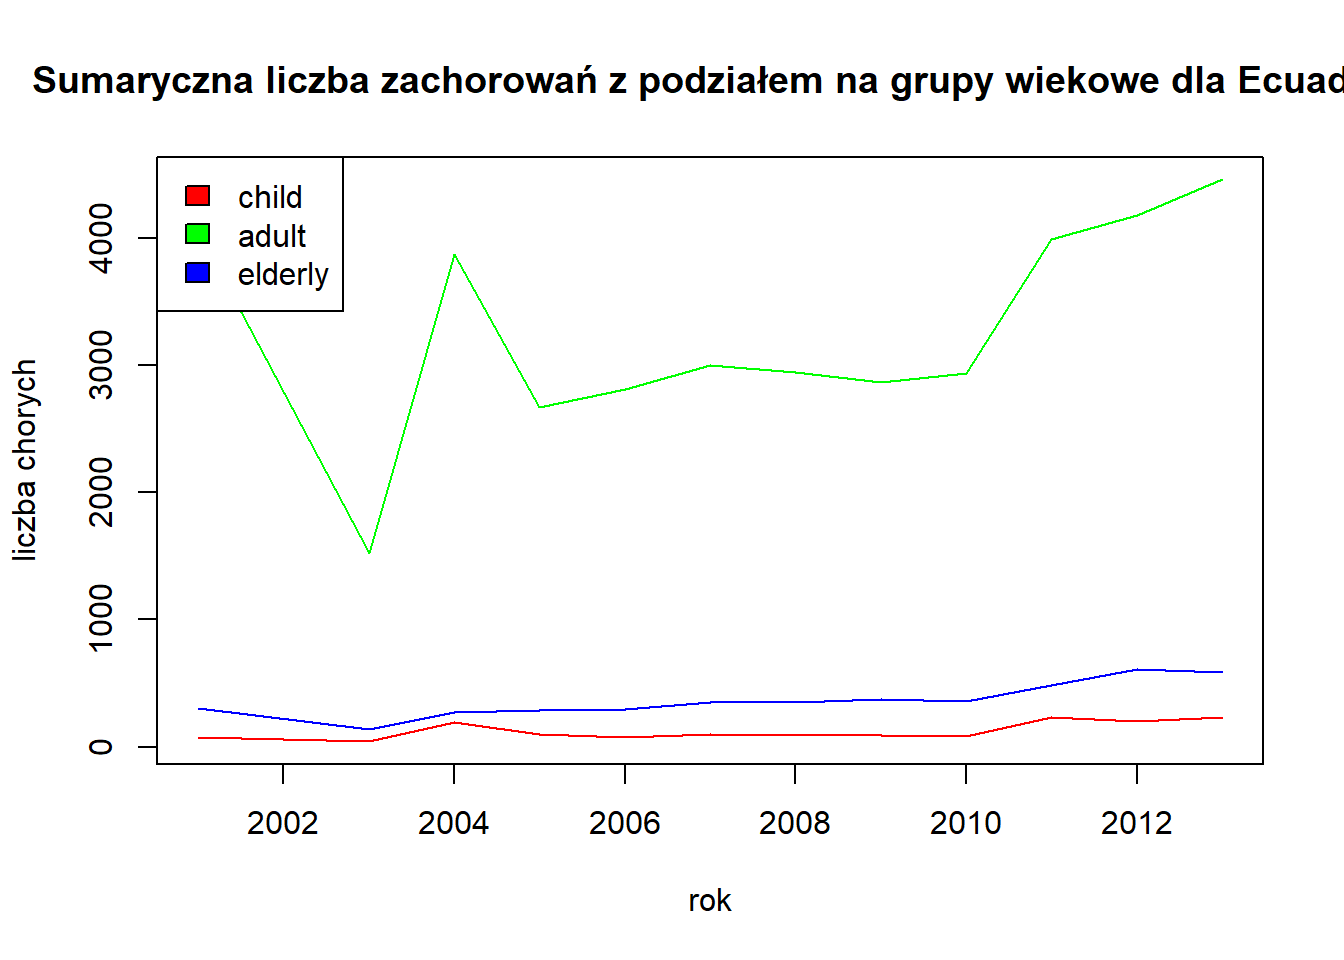 Sumaryczna liczba zachorowań z podziałem na grupy wiekowe dla Ecuad
child
adult
elderly
liczba chorych
4000
3000
2000
1000
0
2002 2004 2006 2008 2010 2012
rok